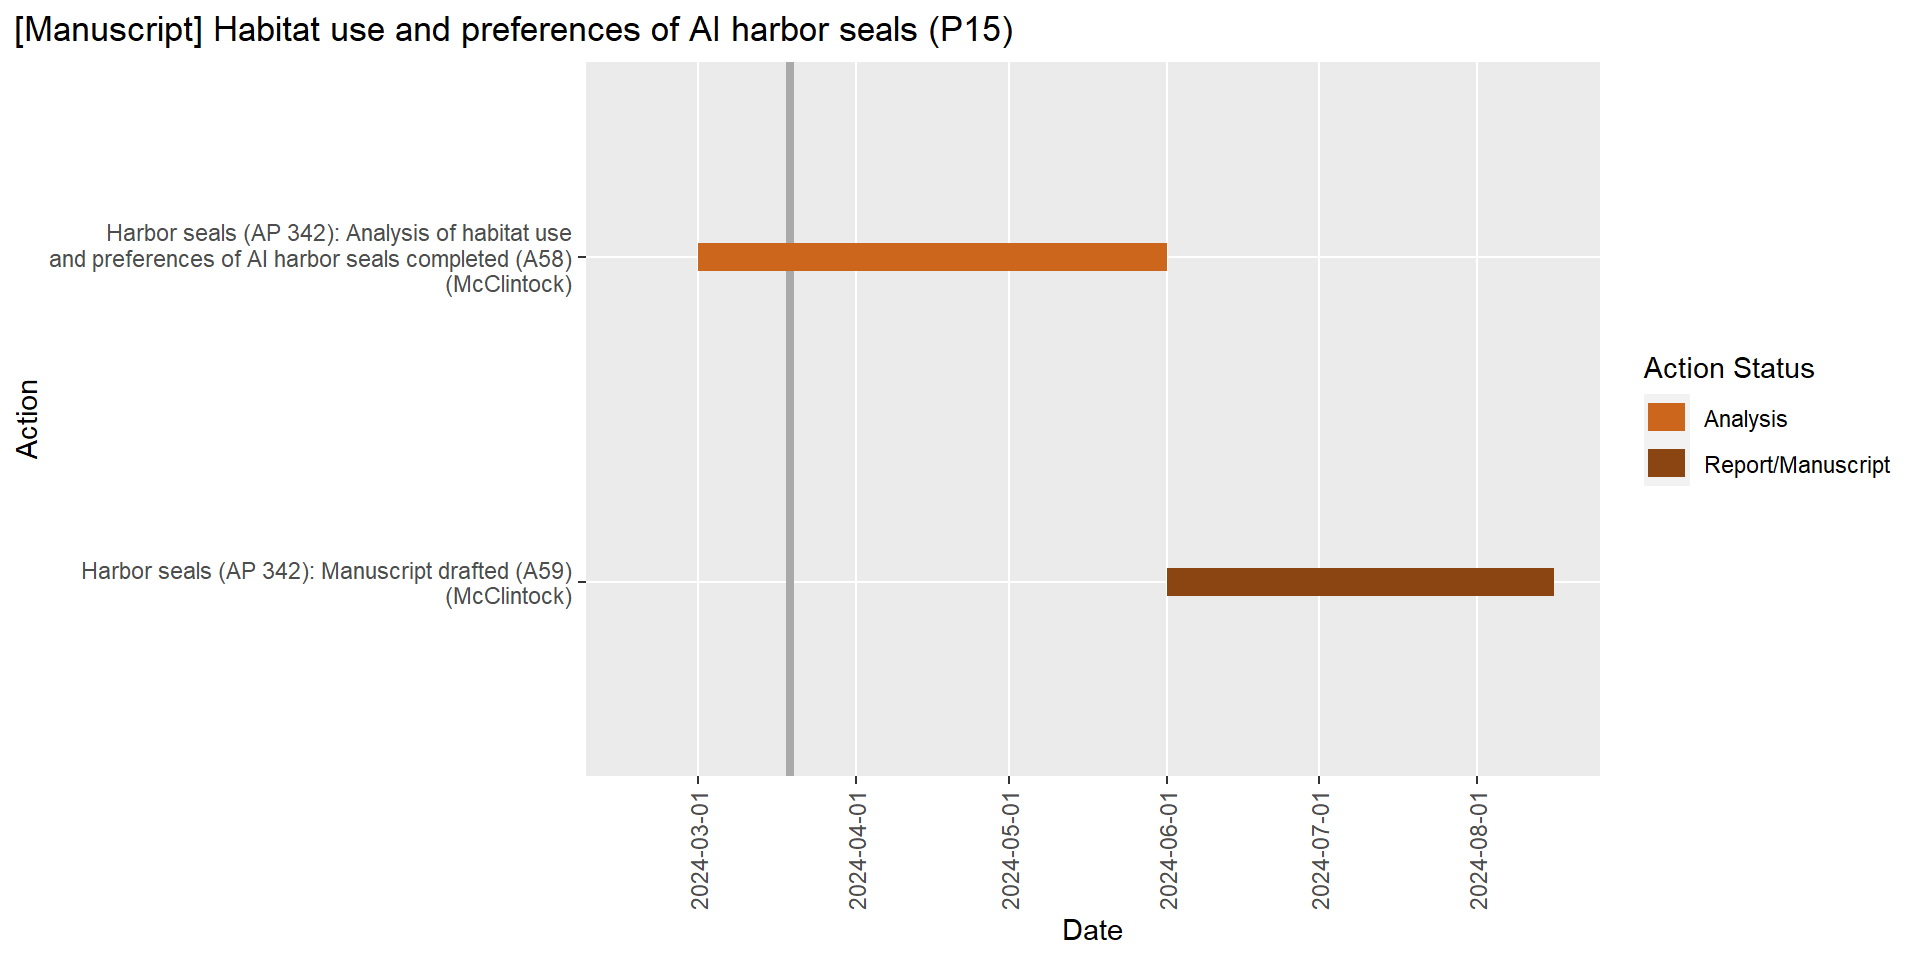 [Manuscript] Habitat use and preferences of AI harbor seals (P15)
Harbor seals (AP 342): Analysis of habitat use
and preferences of AI harbor seals completed (A58)
(McClintock)
Harbor seals (AP 342): Manuscript drafted (A59)
(McClintock)
Action
2024-03-01
2024-04-01
2024-05-01
2024-06-01
2024-07-01
2024-08-01
Date
Action Status
Analysis
Report/Manuscript